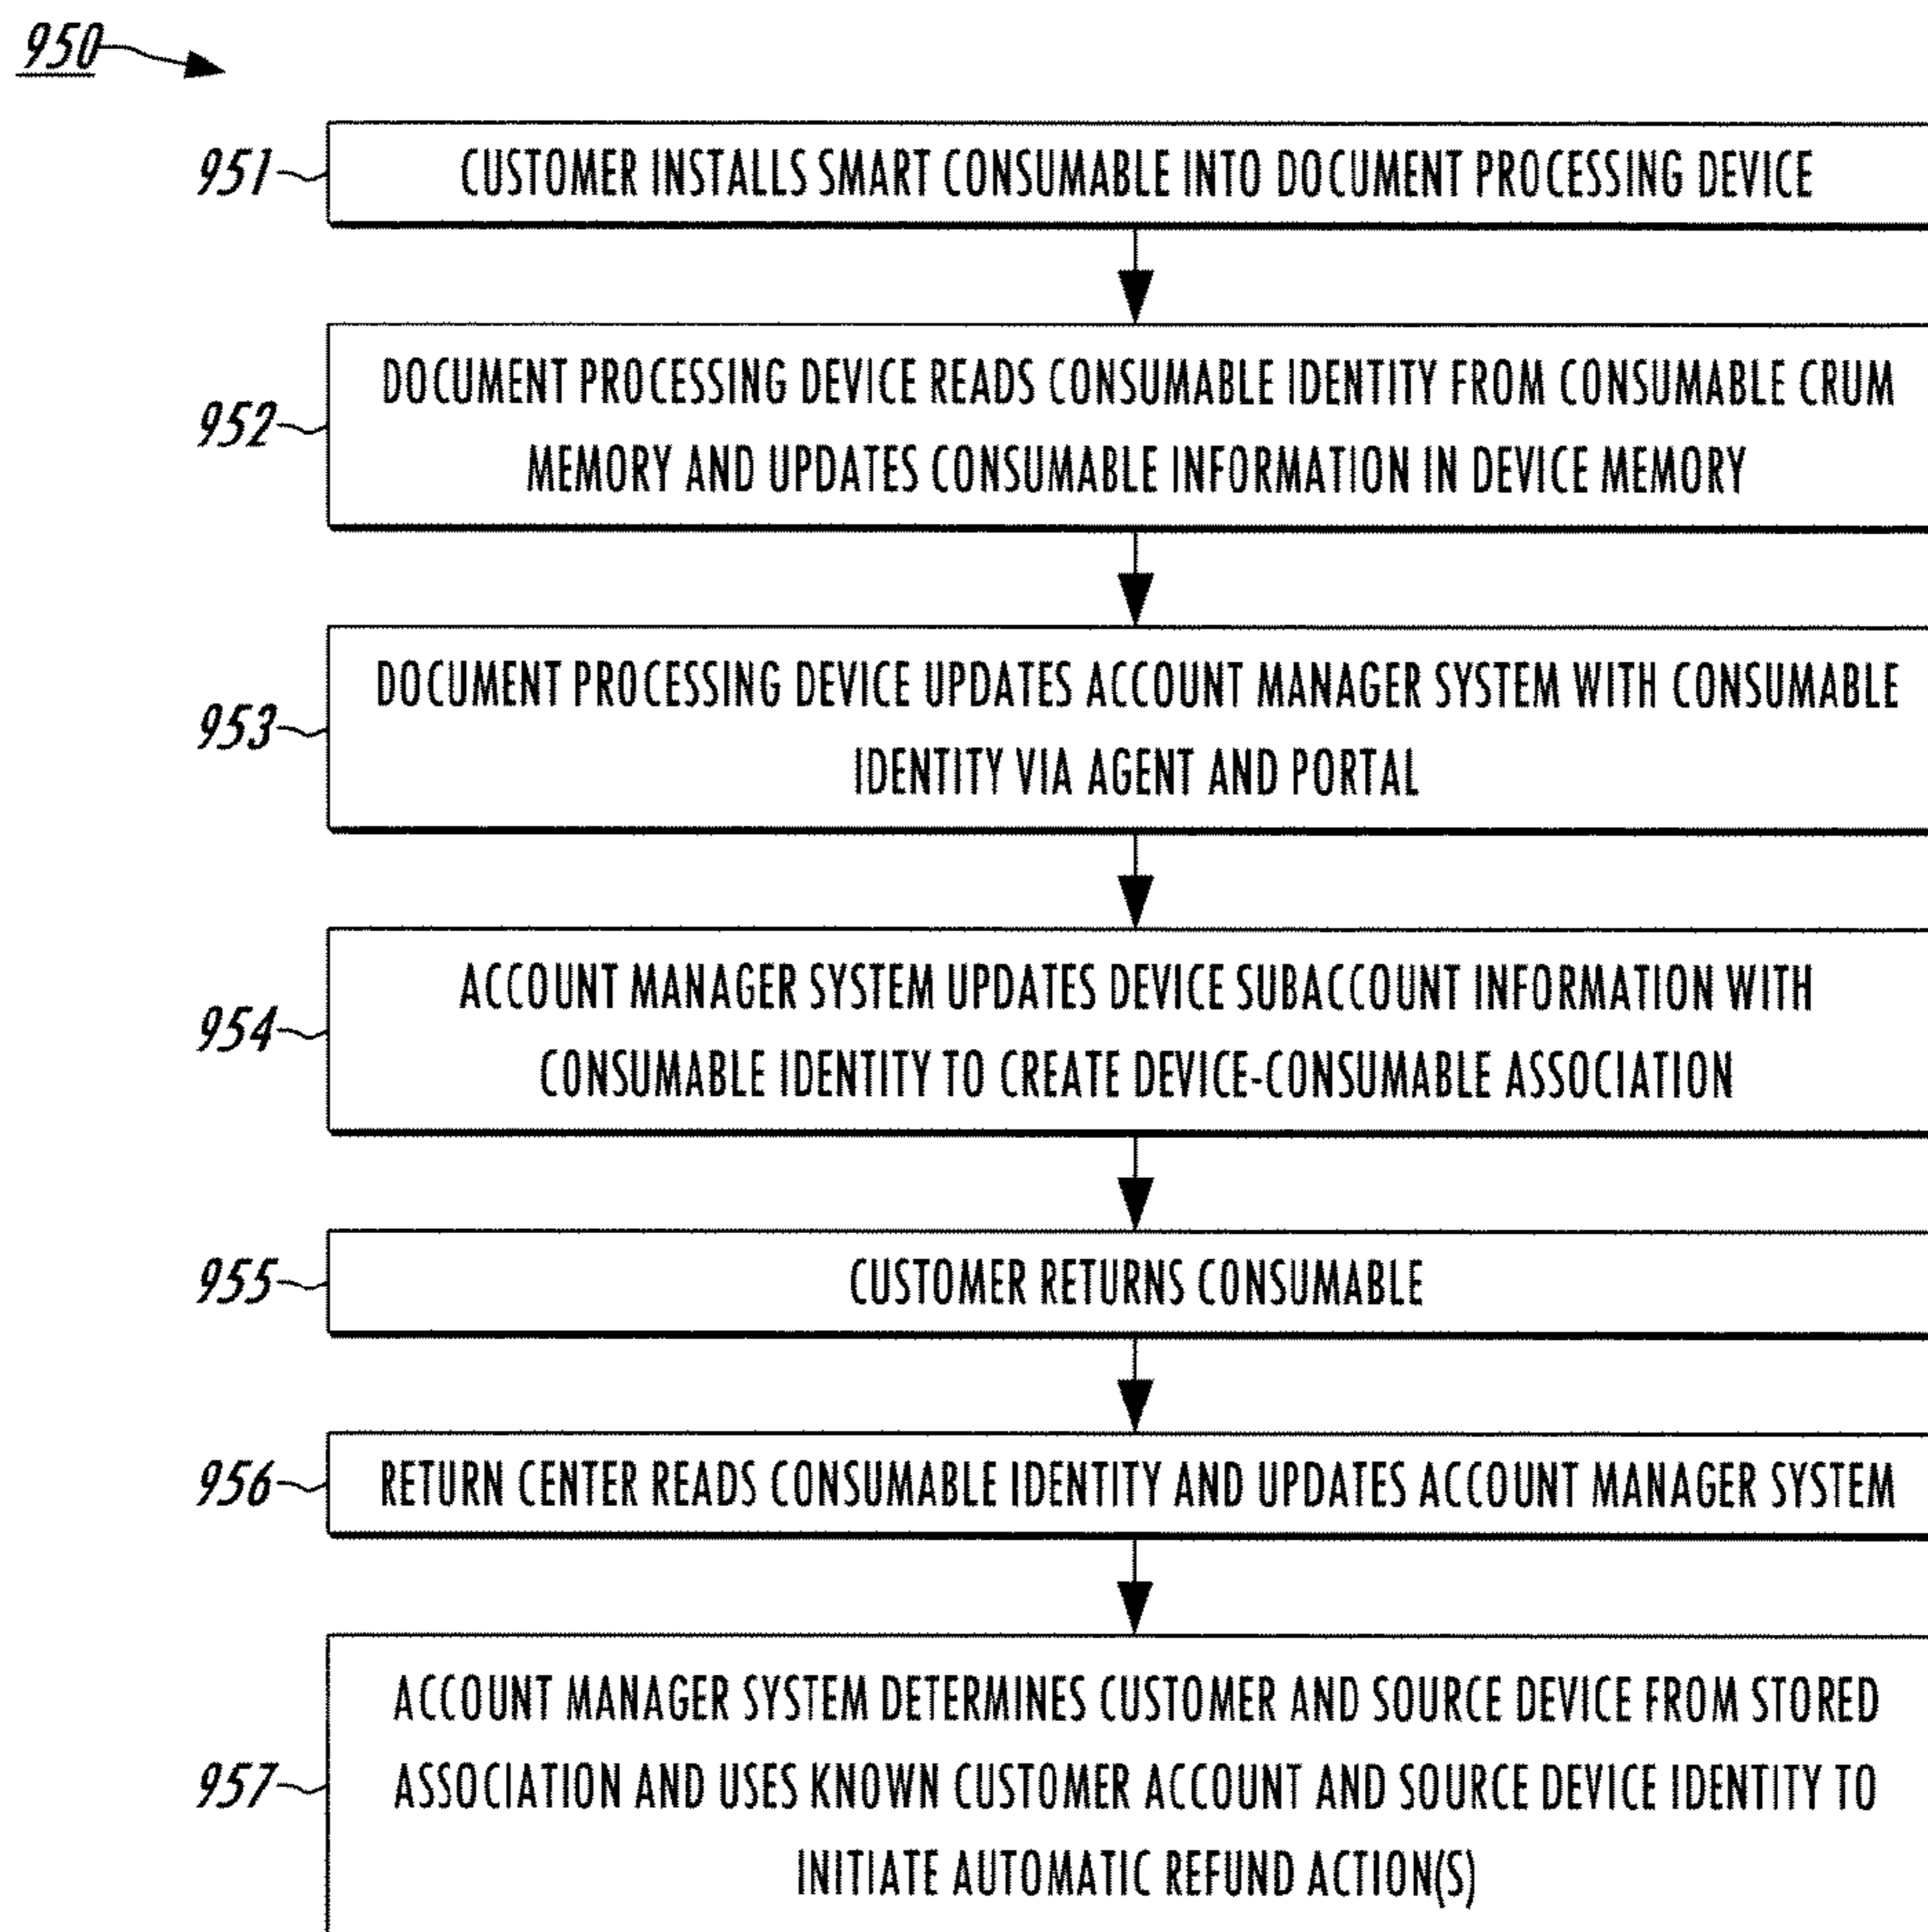 950
951
CUSTOMER INSTALLS SMART CONSUMABLE INTO DOCUMENT PROCESSING DEVICE
952
DOCUMENT PROCESSING DEVICE READS CONSUMABLE IDENTITY FROM CONSUMABLE CRUM
MEMORY AND UPDATES CONSUMABLE INFORMATION IN DEVICE MEMORY
953
DOCUMENT PROCESSING DEVICE UPDATES ACCOUNT MANAGER SYSTEM WITH CONSUMABLE
IDENTITY VIA AGENT AND PORTAL
954
ACCOUNT MANAGER SYSTEM UPDATES DEVICE SUBACCOUNT INFORMATION WITH
CONSUMABLE IDENTITY TO CREATE DEVICE-CONSUMABLE ASSOCIATION
955
CUSTOMER RETURNS CONSUMABLE
956
RETURN CENTER READS CONSUMABLE IDENTITY AND UPDATES ACCOUNT MANAGER SYSTEM
957
ACCOUNT MANAGER SYSTEM DETERMINES CUSTOMER AND SOURCE DEVICE FROM STORED
ASSOCIATION AND USES KNOWN CUSTOMER ACCOUNT AND SOURCE DEVICE IDENTITY TO
INITIATE AUTOMATIC REFUND ACTION(S)